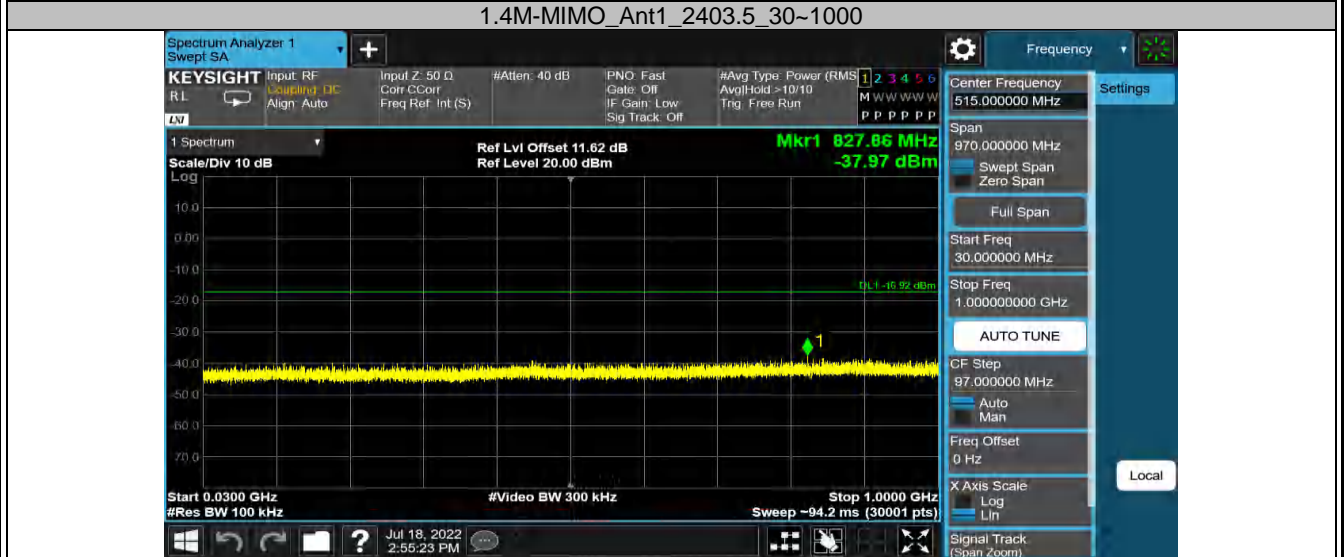 1.4M-MIMO_Ant1_2403.5_30~1000
Spectrum Analyzer 1
Swept SA
Frequency
KEYSIGHT
RL
LXI
Input: RF
Coupling: DC
Align: Auto
Input Z: 50 Ω
Corr CCorr
Freq Ref: Int (S)
#Atten: 40 dB
PNO: Fast
Gate: Off
IF Gain: Low
Sig Track: Off
#Avg Type: Power (RMS
Avg|Hold >10/10
Trig: Free Run
1 2 3 4 5 6
M W W W W W
P P P P P P
1 Spectrum
Scale/Div 10 dB
Log
Ref Lvl Offset 11.62 dB
Ref Level 20.00 dBm
Mkr1 827.86 MHz
-37.97 dBm
10.0
0.00
-10.0
-20.0
-30.0
-40.0
-50.0
-60.0
-70.0
DL1 -16.92 dBm
1
Start 0.0300 GHz
#Res BW 100 kHz
#Video BW 300 kHz
Stop 1.0000 GHz
Sweep ~94.2 ms (30001 pts)
Jul 18, 2022
2:55:23 PM
Center Frequency
515.000000 MHz
Settings
Span
970.000000 MHz
Swept Span
Zero Span
Full Span
Start Freq
30.000000 MHz
Stop Freq
1.000000000 GHz
AUTO TUNE
CF Step
97.000000 MHz
Auto
Man
Freq Offset
0 Hz
X Axis Scale
Log
Lin
Local
Signal Track
(Span Zoom)